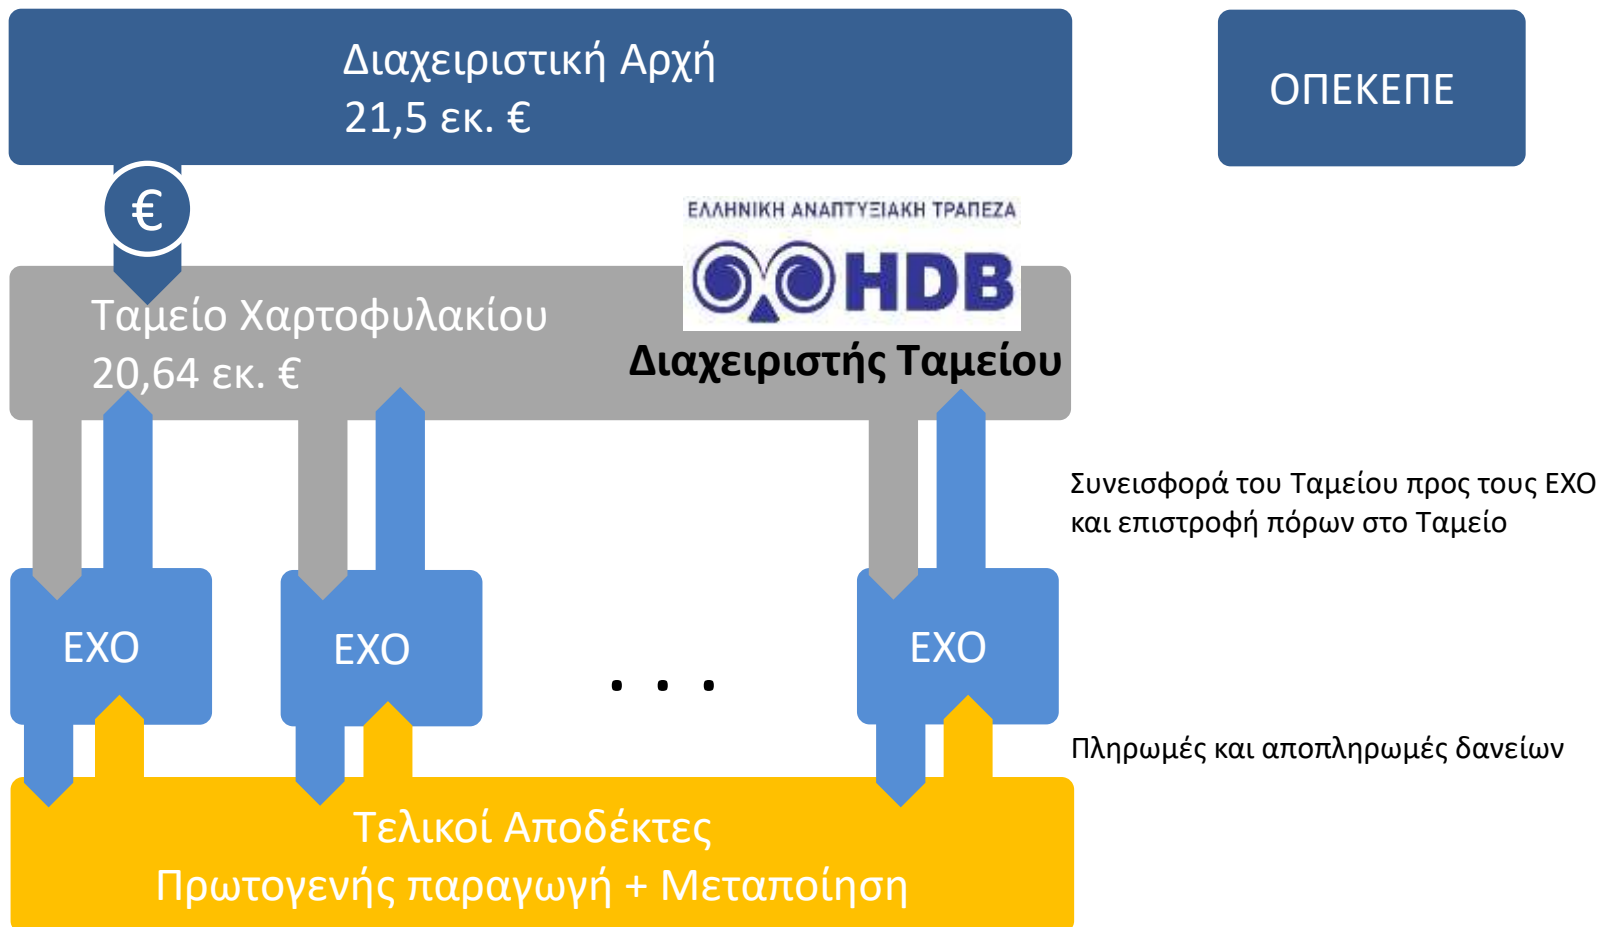 Διαχειριστική Αρχή
21,5 εκ. €
ΟΠΕΚΕΠΕ
€
ΕΛΛΗΝΙΚΗ ΑΝΑΠΤΥΞΙΑΚΗ ΤΡΑΠΕΖΑ
HDB
Ταμείο Χαρτοφυλακίου
20,64 εκ. €
Διαχειριστής Ταμείου
Συνεισφορά του Ταμείου προς τους ΕΧΟ
και επιστροφή πόρων στο Ταμείο
ΕΧΟ
ΕΧΟ
. . .
ΕΧΟ
Πληρωμές και αποπληρωμές δανείων
Τελικοί Αποδέκτες
Πρωτογενής παραγωγή + Μεταποίηση